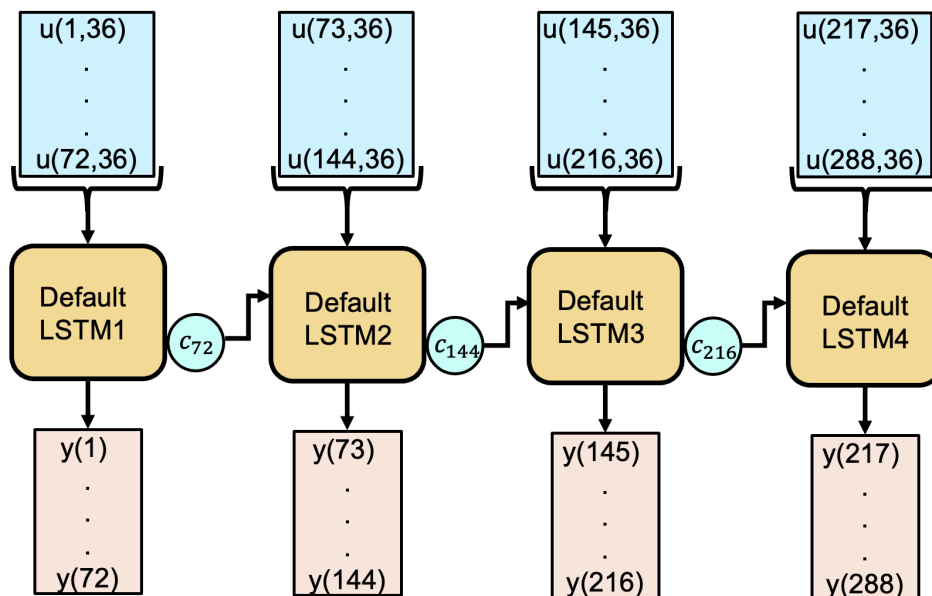 u(1,36)
.
.
.
u(72,36)
u(73,36)
.
.
.
u(144,36)
u(145,36)
.
.
.
u(216,36)
u(217,36)
.
.
.
u(288,36)
Default
LSTM1
c₇₂
Default
LSTM2
c₁₄₄
Default
LSTM3
c₂₁₆
Default
LSTM4
y(1)
.
.
.
y(72)
y(73)
.
.
.
y(144)
y(145)
.
.
.
y(216)
y(217)
.
.
.
y(288)